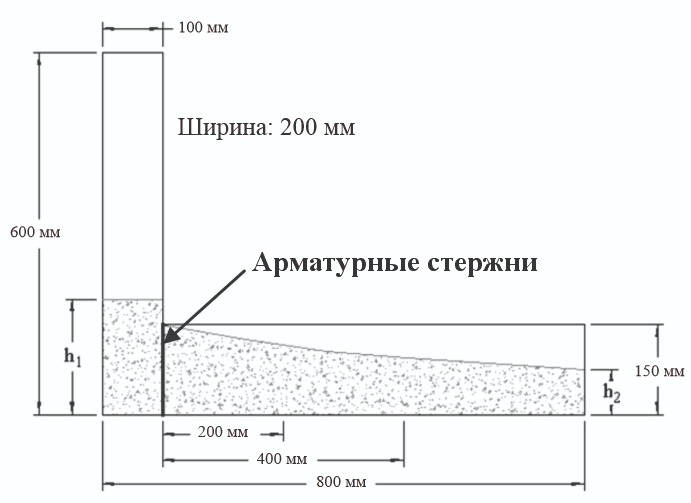 100 мм
Ширина: 200 мм
600 мм
Арматурные стержни
h1
150 мм
h2
200 мм
400 мм
800 мм